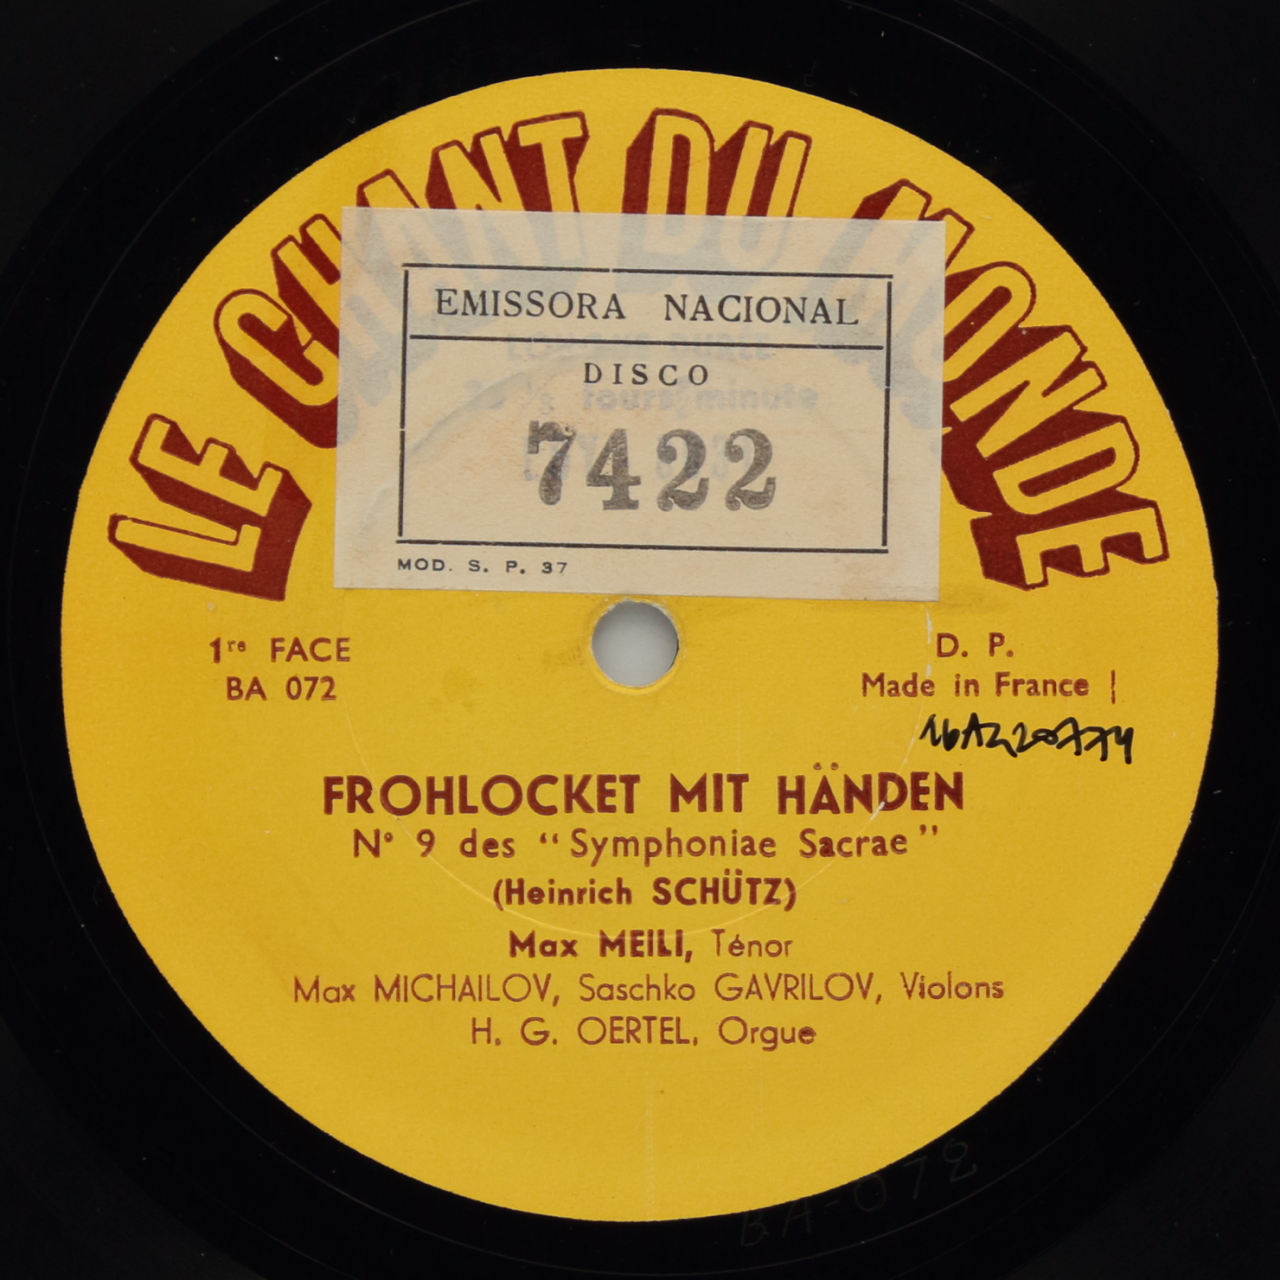 LE CHANT DU MONDE
EMISSORA NACIONAL
DISCO
7422
MOD. S. P. 37
1re FACE
BA 072
D. P.
Made in France
FROHLOCKET MIT HÄNDEN
N° 9 des “Symphoniae Sacrae”
(Heinrich SCHÜTZ)
Max MEILI, Ténor
Max MICHAILOV, Saschko GAVRILOV, Violons
H. G. OERTEL, Orgue
BA-072